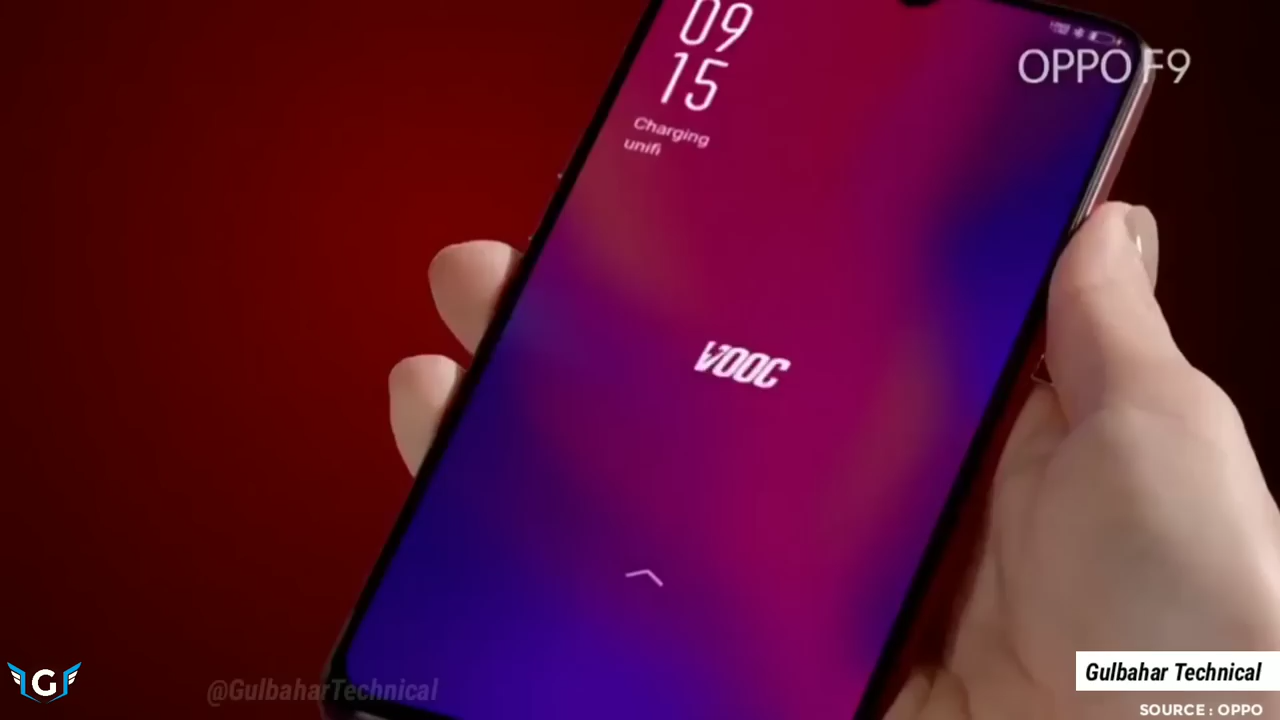 09
15
Charging
unifi
OPPO F9
VOOC
G
@GulbaharTechnical
Gulbahar Technical
SOURCE : OPPO